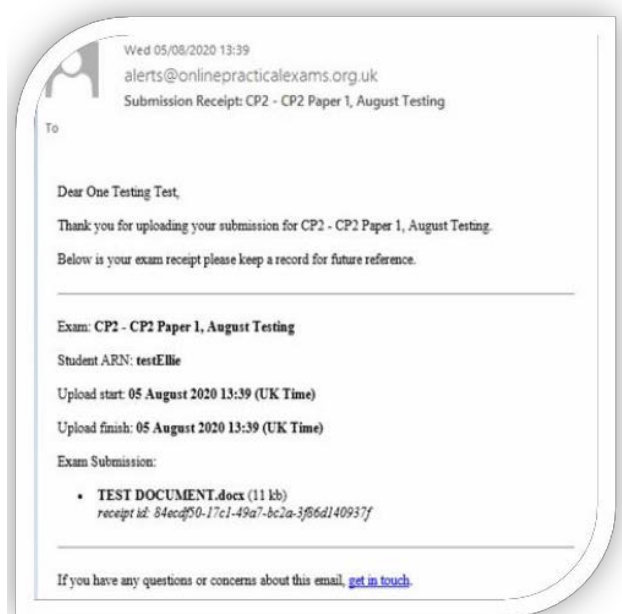 Wed 05/08/2020 13:39
alerts@onlinepracticalexams.org.uk
Submission Receipt: CP2 - CP2 Paper 1, August Testing
To
Dear One Testing Test,
Thank you for uploading your submission for CP2 - CP2 Paper 1, August Testing.
Below is your exam receipt please keep a record for future reference.
Exam: CP2 - CP2 Paper 1, August Testing
Student ARN: testEllie
Upload start: 05 August 2020 13:39 (UK Time)
Upload finish: 05 August 2020 13:39 (UK Time)
Exam Submission:
• TEST DOCUMENT.docx (11 kb)
receipt id: 84ecdf50-17c1-49a7-bc2a-3f86d140937f
If you have any questions or concerns about this email, get in touch.